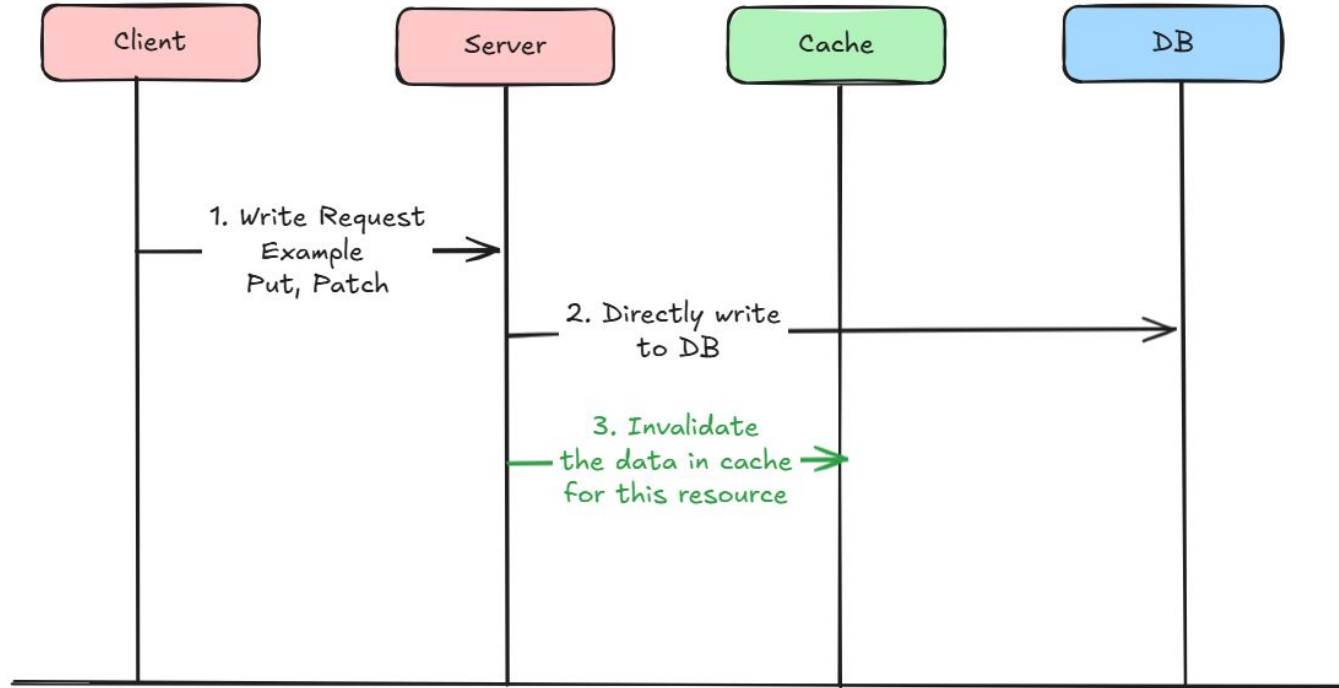 Client
Server
Cache
DB
1. Write Request
Example
Put, Patch
2. Directly write
to DB
3. Invalidate
the data in cache
for this resource